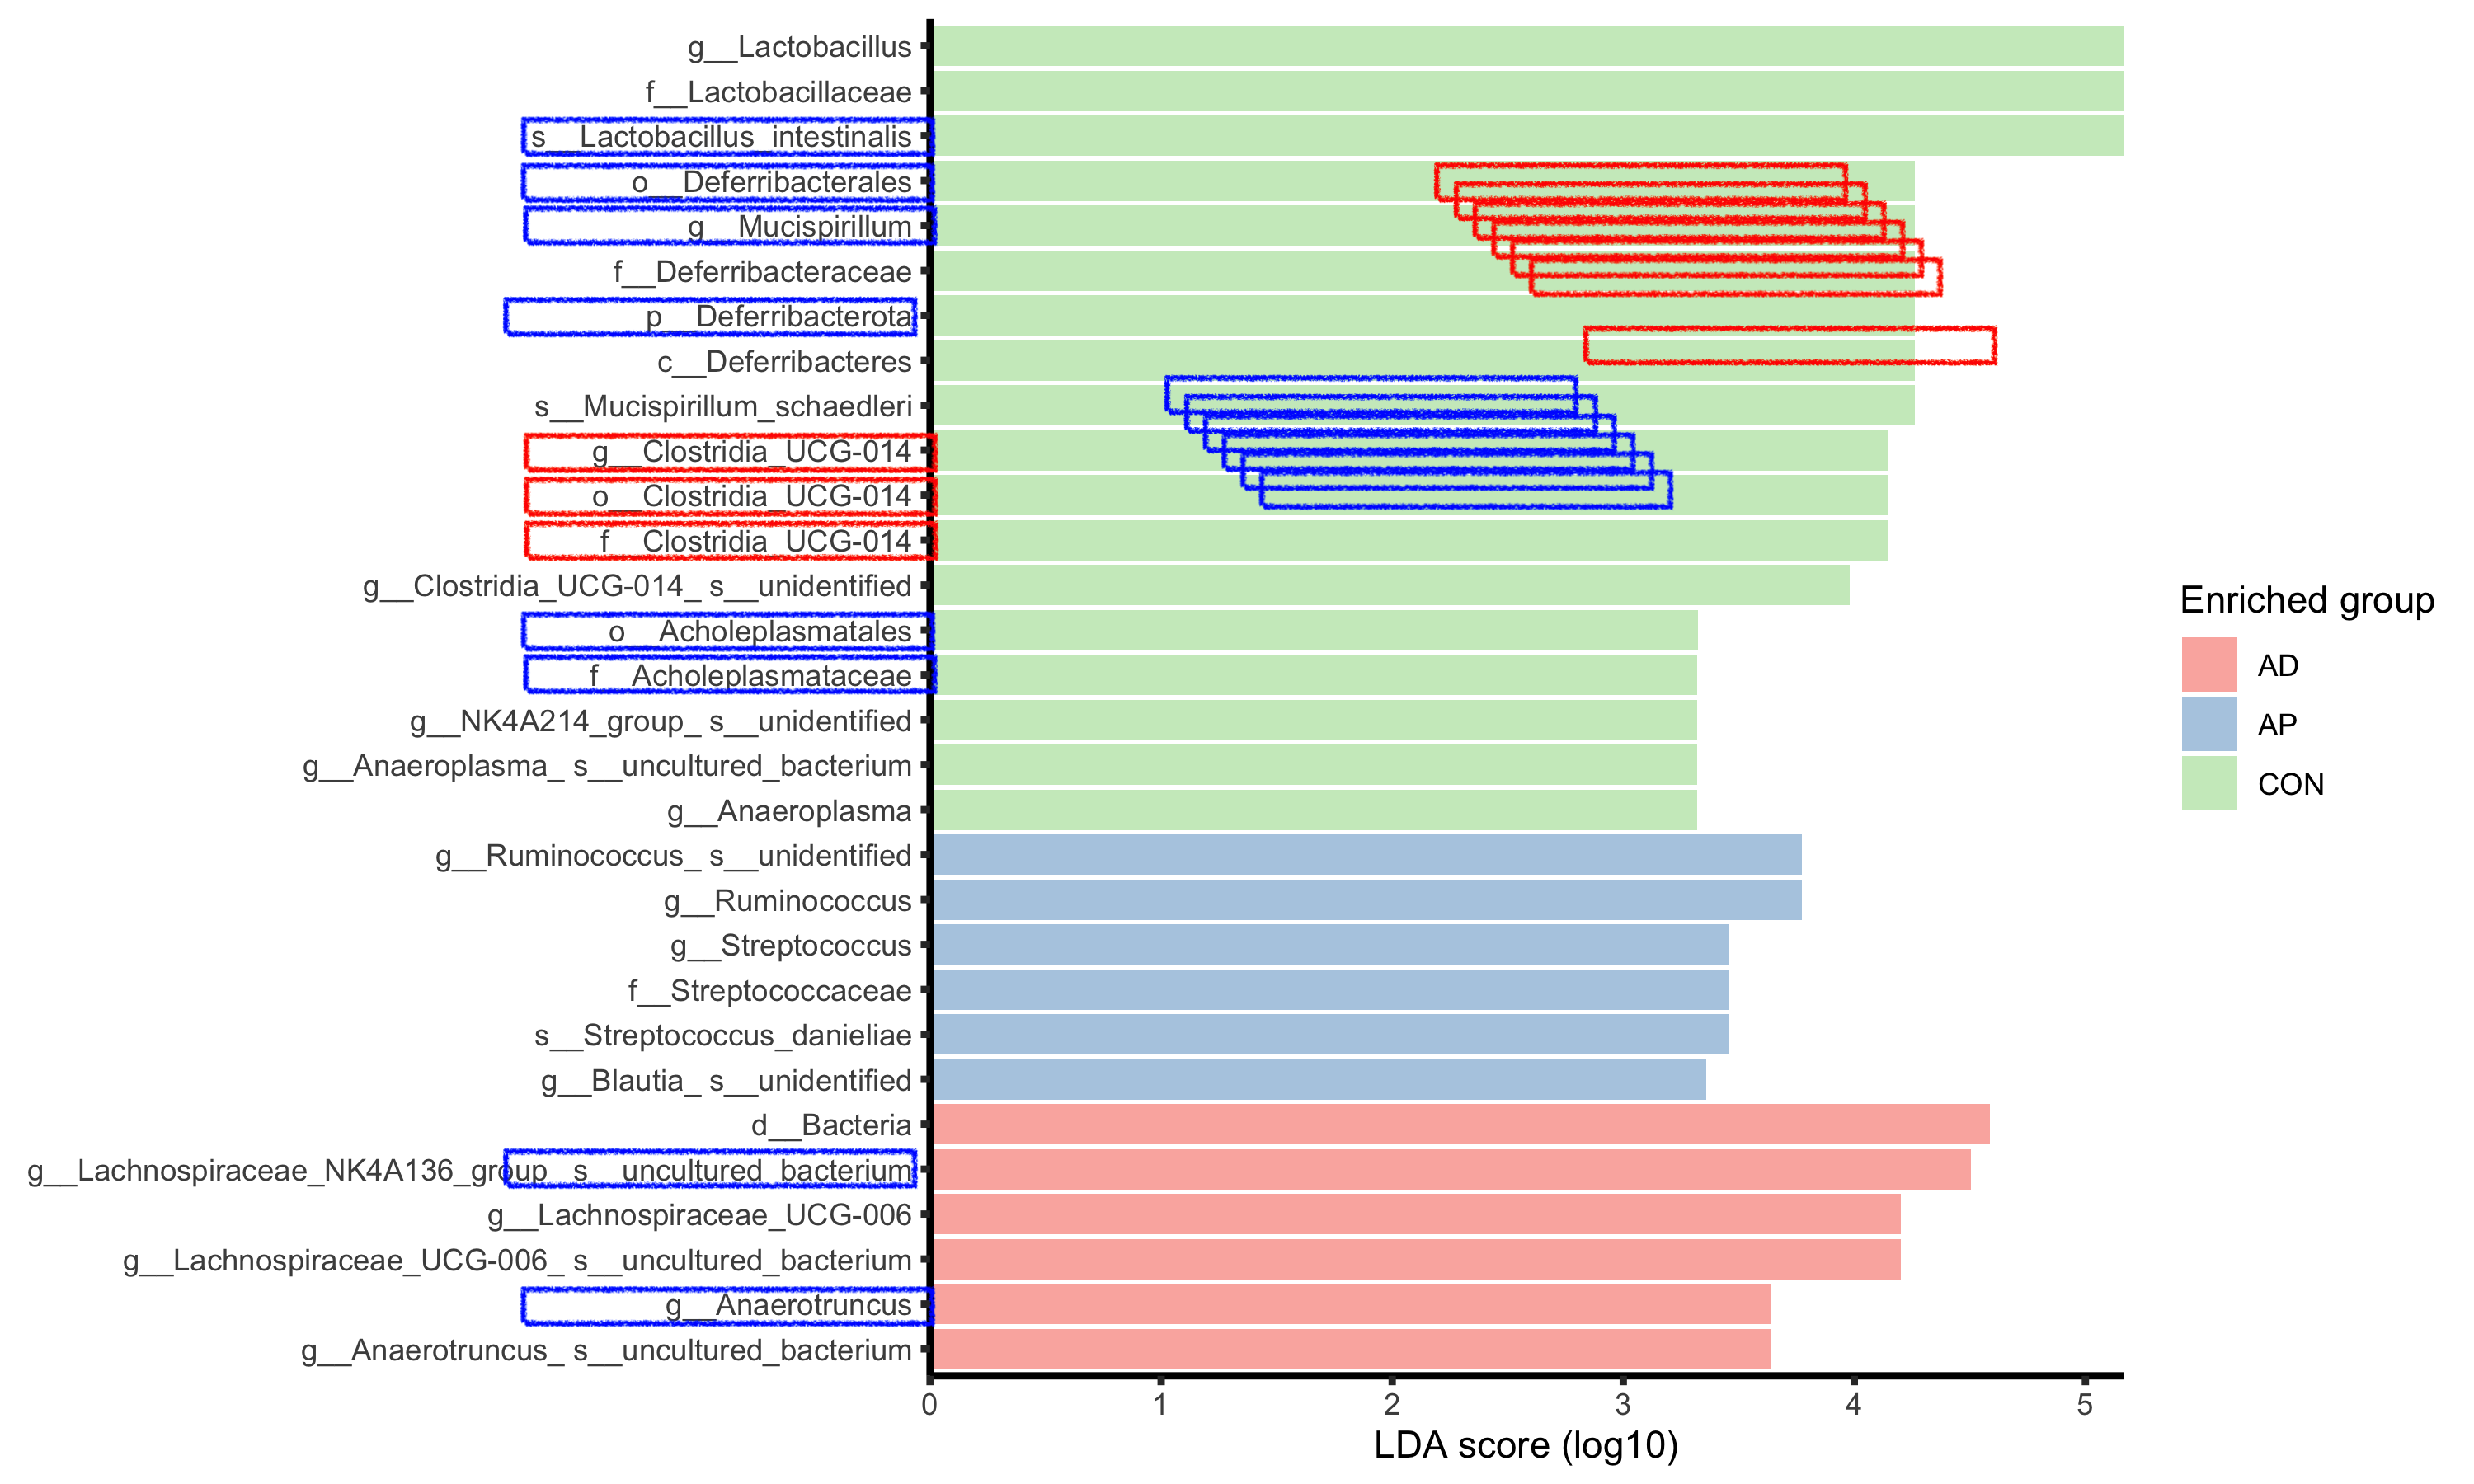 g__Lactobacillus
f__Lactobacillaceae
s__Lactobacillus_intestinalis
o__Deferribacterales
g__Mucispirillum
f__Deferribacteraceae
p__Deferribacterota
c__Deferribacteres
s__Mucispirillum_schaedleri
g__Clostridia_UCG-014
o__Clostridia_UCG-014
f__Clostridia_UCG-014
g__Clostridia_UCG-014_ s__unidentified
o__Acholeplasmatales
f__Acholeplasmataceae
g__NK4A214_group_ s__unidentified
g__Anaeroplasma_ s__uncultured_bacterium
g__Anaeroplasma
g__Ruminococcus_ s__unidentified
g__Ruminococcus
g__Streptococcus
f__Streptococcaceae
s__Streptococcus_danieliae
g__Blautia_ s__unidentified
d__Bacteria
g__Lachnospiraceae_NK4A136_group_ s__uncultured_bacterium
g__Lachnospiraceae_UCG-006
g__Lachnospiraceae_UCG-006_ s__uncultured_bacterium
g__Anaerotruncus
g__Anaerotruncus_ s__uncultured_bacterium
0 1 2 3 4 5
LDA score (log10)
Enriched group
AD
AP
CON